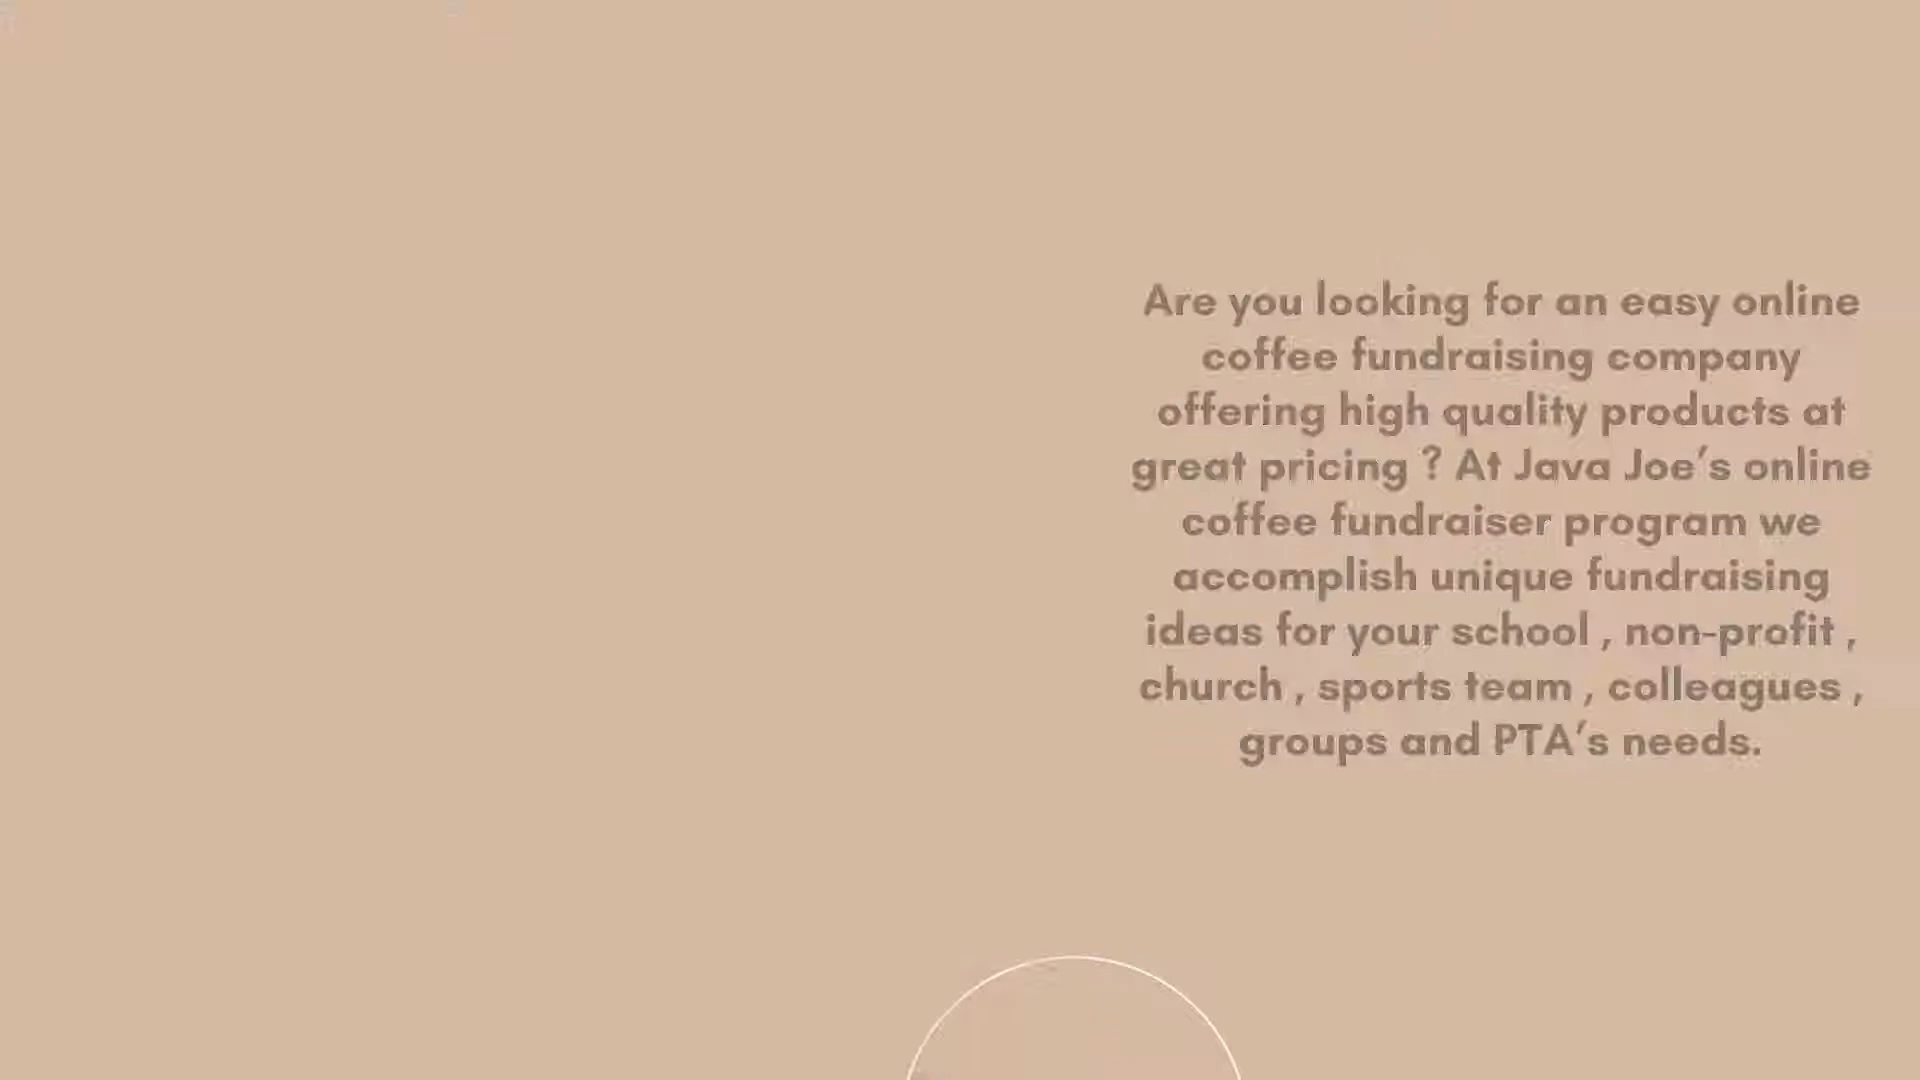 Are you looking for an easy online
coffee fundraising company
offering high quality products at
great pricing ? At Java Joe’s online
coffee fundraiser program we
accomplish unique fundraising
ideas for your school , non-profit ,
church , sports team , colleagues ,
groups and PTA’s needs.